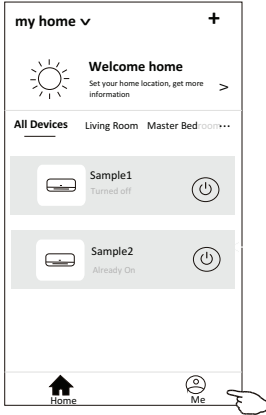 my home
+
Welcome home
Set your home location, get more
information
>
All Devices Living Room Master Bedroom...
Sample1
Turned off
Sample2
Already On
Home
Me